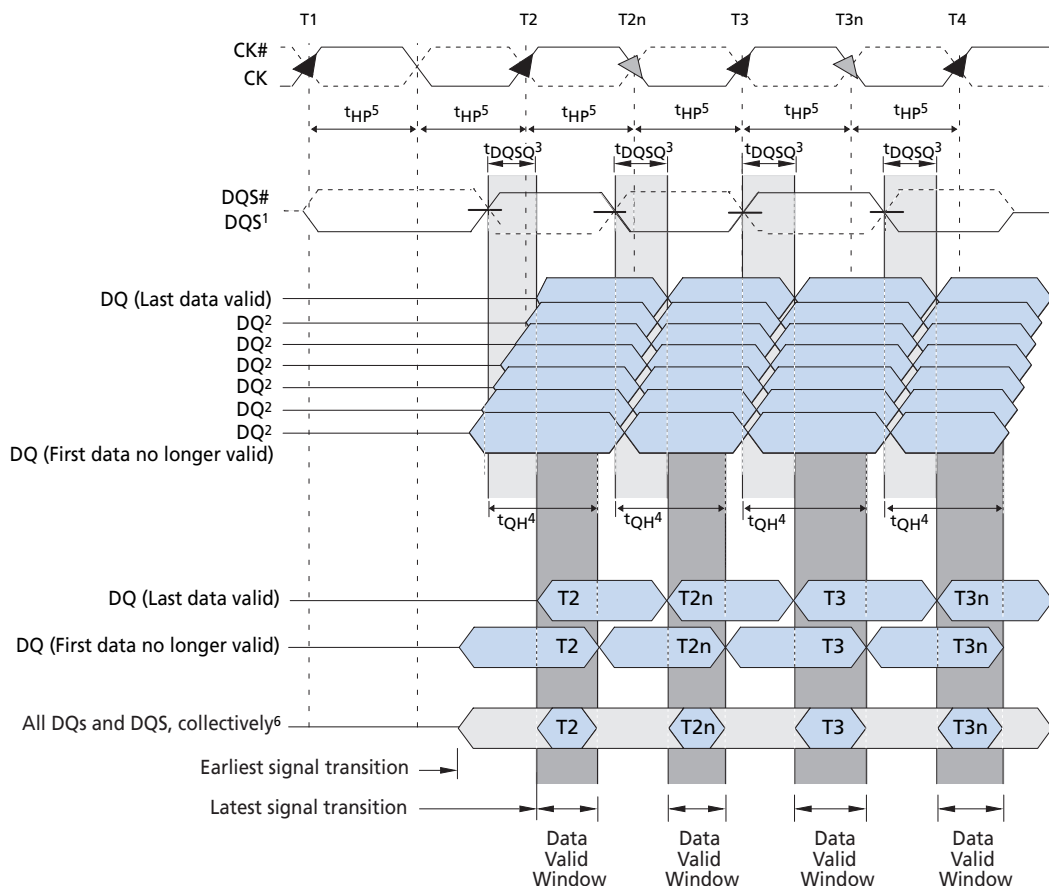 T1 T2 T2n T3 T3n T4
CK#
CK
tHP5 tHP5 tHP5 tHP5 tHP5 tHP5
tDQSQ3 tDQSQ3 tDQSQ3 tDQSQ3
DQS#
DQS1
DQ (Last data valid)
DQ2
DQ2
DQ2
DQ2
DQ2
DQ2
DQ (First data no longer valid)
tQH4 tQH4 tQH4 tQH4
DQ (Last data valid) T2 T2n T3 T3n
DQ (First data no longer valid) T2 T2n T3 T3n
All DQs and DQS, collectively6 T2 T2n T3 T3n
Earliest signal transition
Latest signal transition
Data Data Data Data
Valid Valid Valid Valid
Window Window Window Window